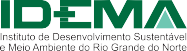 IDEMA
Instituto de Desenvolvimento Sustentável
e Meio Ambiente do Rio Grande do Norte